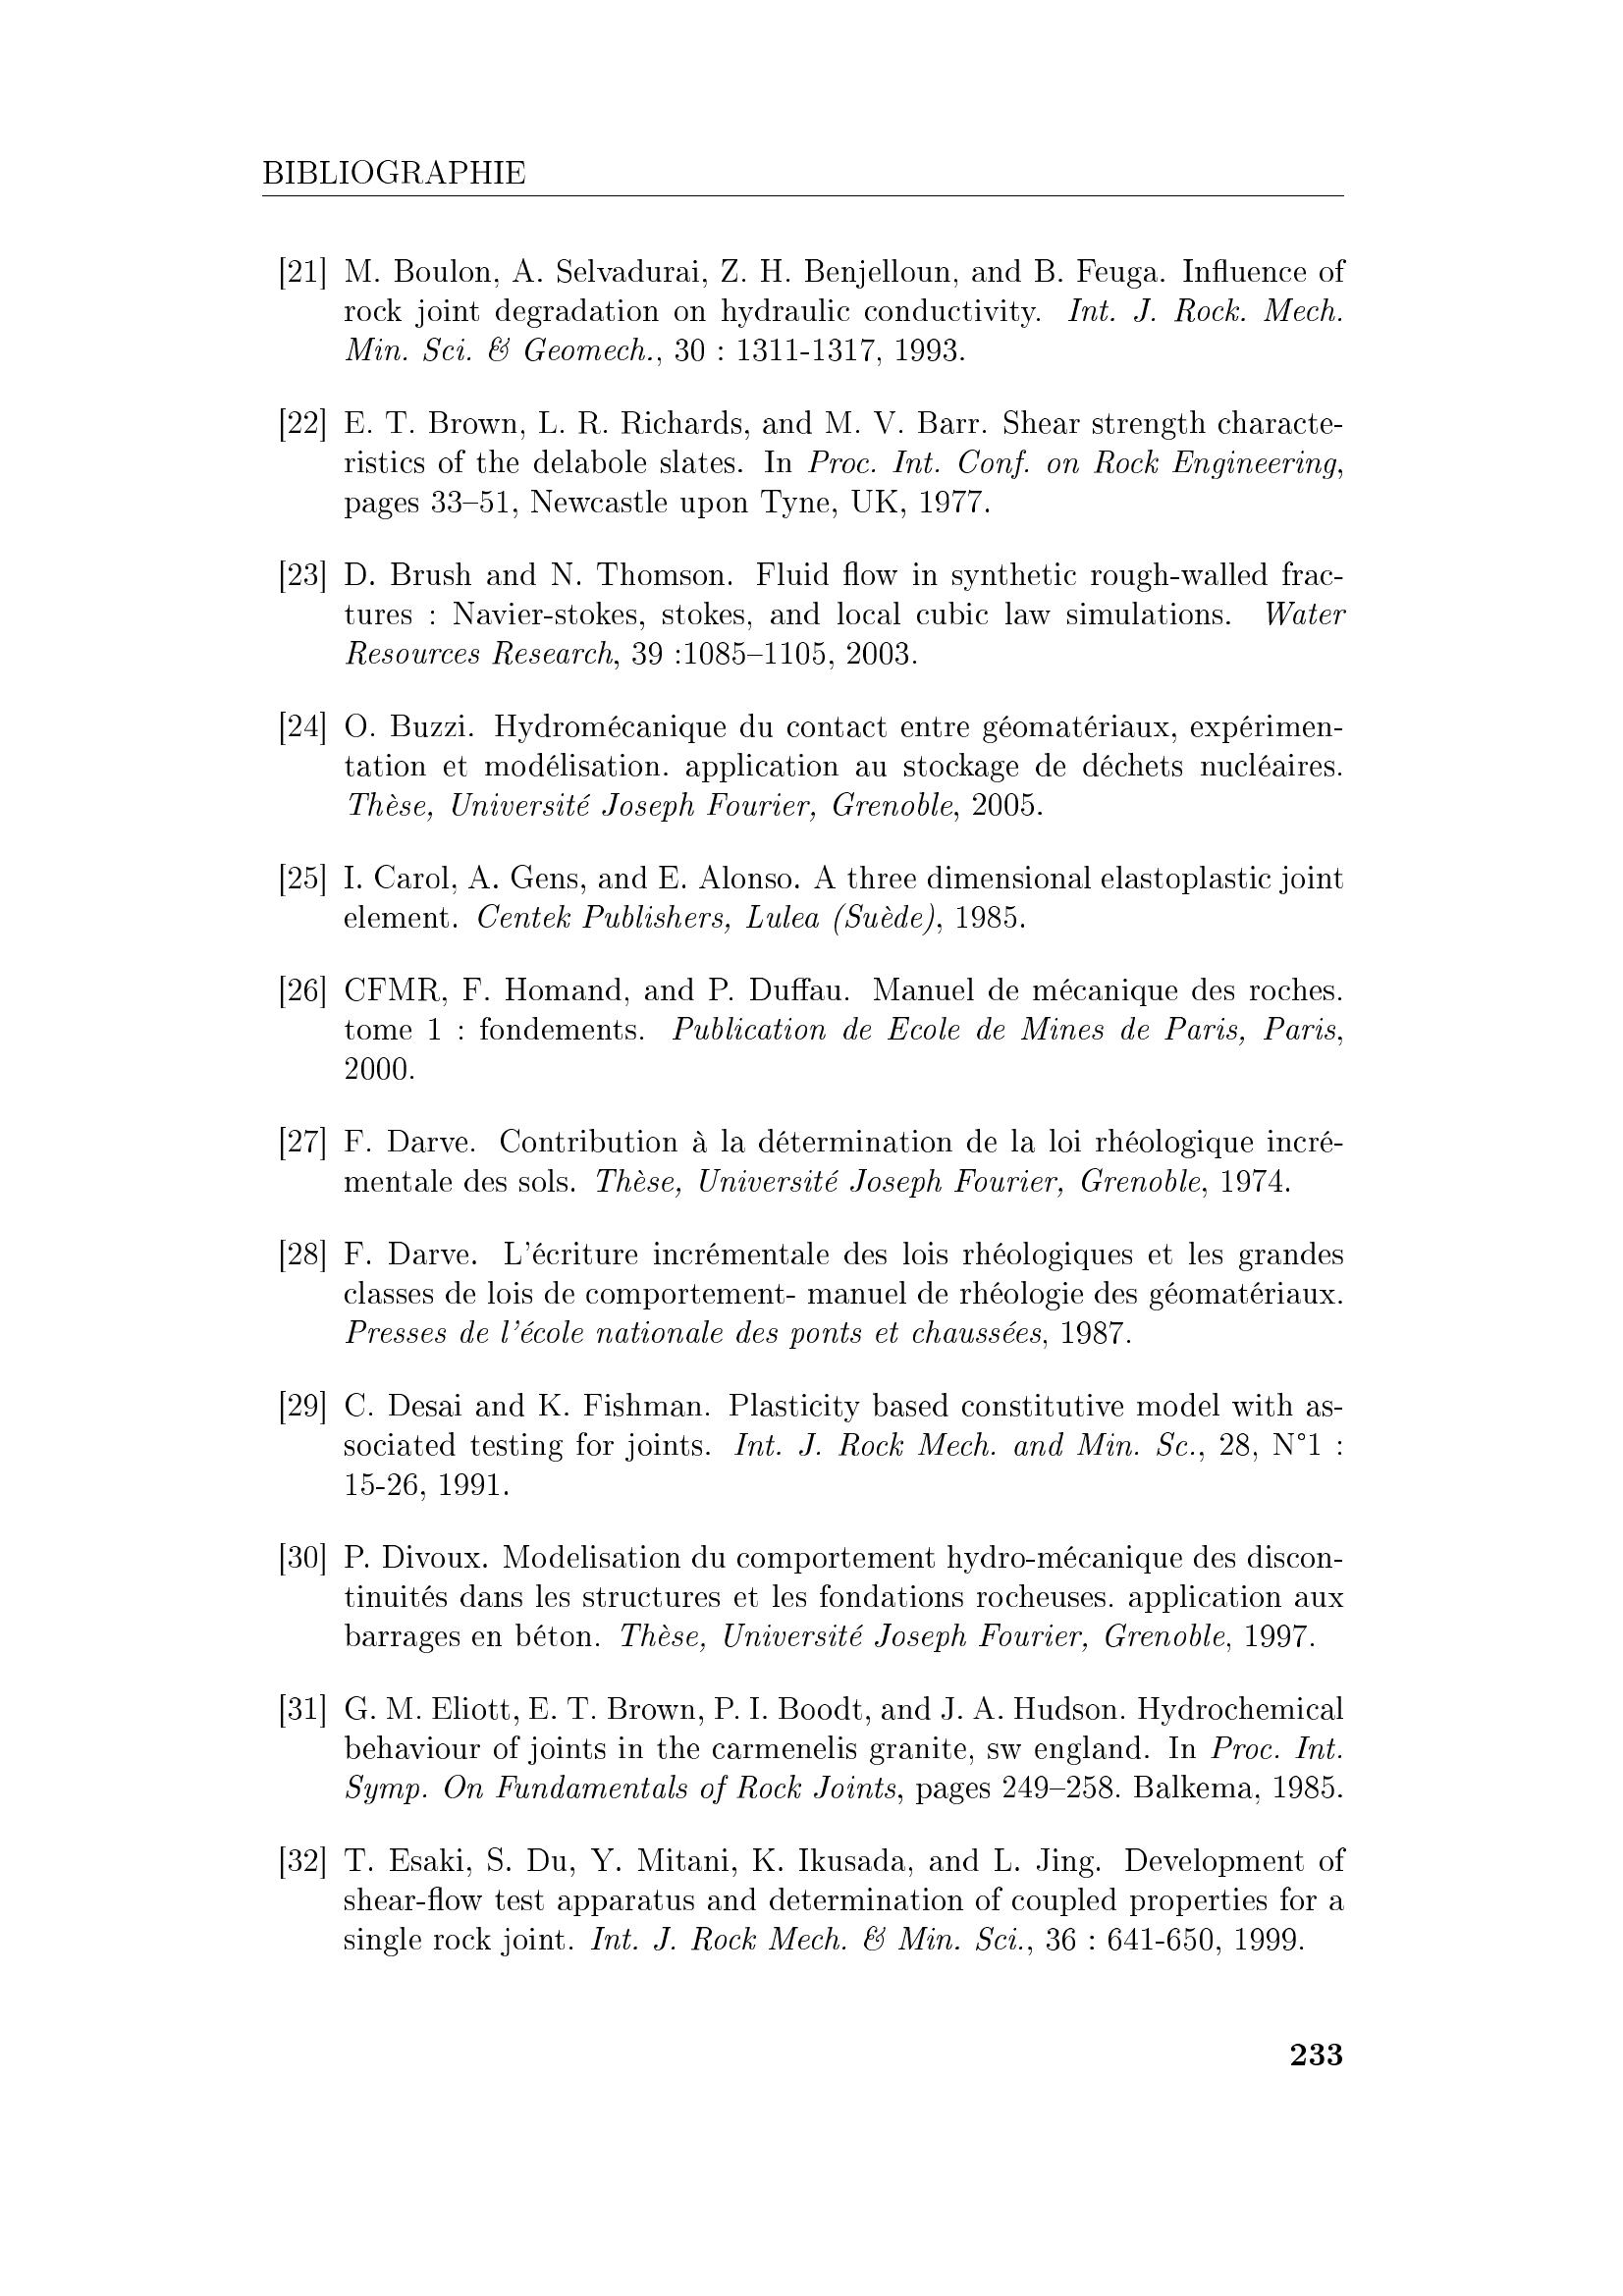 BIBLIOGRAPHIE
[21] M. Boulon, A. Selvadurai, Z. H. Benjelloun, and B. Feuga. Influence of
rock joint degradation on hydraulic conductivity. Int. J. Rock. Mech.
Min. Sci. & Geomech., 30 : 1311-1317, 1993.
[22] E. T. Brown, L. R. Richards, and M. V. Barr. Shear strength characte-
ristics of the delabole slates. In Proc. Int. Conf. on Rock Engineering,
pages 33–51, Newcastle upon Tyne, UK, 1977.
[23] D. Brush and N. Thomson. Fluid flow in synthetic rough-walled frac-
tures : Navier-stokes, stokes, and local cubic law simulations. Water
Resources Research, 39 :1085–1105, 2003.
[24] O. Buzzi. Hydromécanique du contact entre géomatériaux, expérimen-
tation et modélisation. application au stockage de déchets nucléaires.
Thèse, Université Joseph Fourier, Grenoble, 2005.
[25] I. Carol, A. Gens, and E. Alonso. A three dimensional elastoplastic joint
element. Centek Publishers, Lulea (Suède), 1985.
[26] CFMR, F. Homand, and P. Duffau. Manuel de mécanique des roches.
tome 1 : fondements. Publication de Ecole de Mines de Paris, Paris,
2000.
[27] F. Darve. Contribution à la détermination de la loi rhéologique incré-
mentale des sols. Thèse, Université Joseph Fourier, Grenoble, 1974.
[28] F. Darve. L'écriture incrémentale des lois rhéologiques et les grandes
classes de lois de comportement- manuel de rhéologie des géomatériaux.
Presses de l'école nationale des ponts et chaussées, 1987.
[29] C. Desai and K. Fishman. Plasticity based constitutive model with as-
sociated testing for joints. Int. J. Rock Mech. and Min. Sc., 28, N°1 :
15-26, 1991.
[30] P. Divoux. Modelisation du comportement hydro-mécanique des discon-
tinuités dans les structures et les fondations rocheuses. application aux
barrages en béton. Thèse, Université Joseph Fourier, Grenoble, 1997.
[31] G. M. Eliott, E. T. Brown, P. I. Boodt, and J. A. Hudson. Hydrochemical
behaviour of joints in the carmenelis granite, sw england. In Proc. Int.
Symp. On Fundamentals of Rock Joints, pages 249–258. Balkema, 1985.
[32] T. Esaki, S. Du, Y. Mitani, K. Ikusada, and L. Jing. Development of
shear-flow test apparatus and determination of coupled properties for a
single rock joint. Int. J. Rock Mech. & Min. Sci., 36 : 641-650, 1999.
233